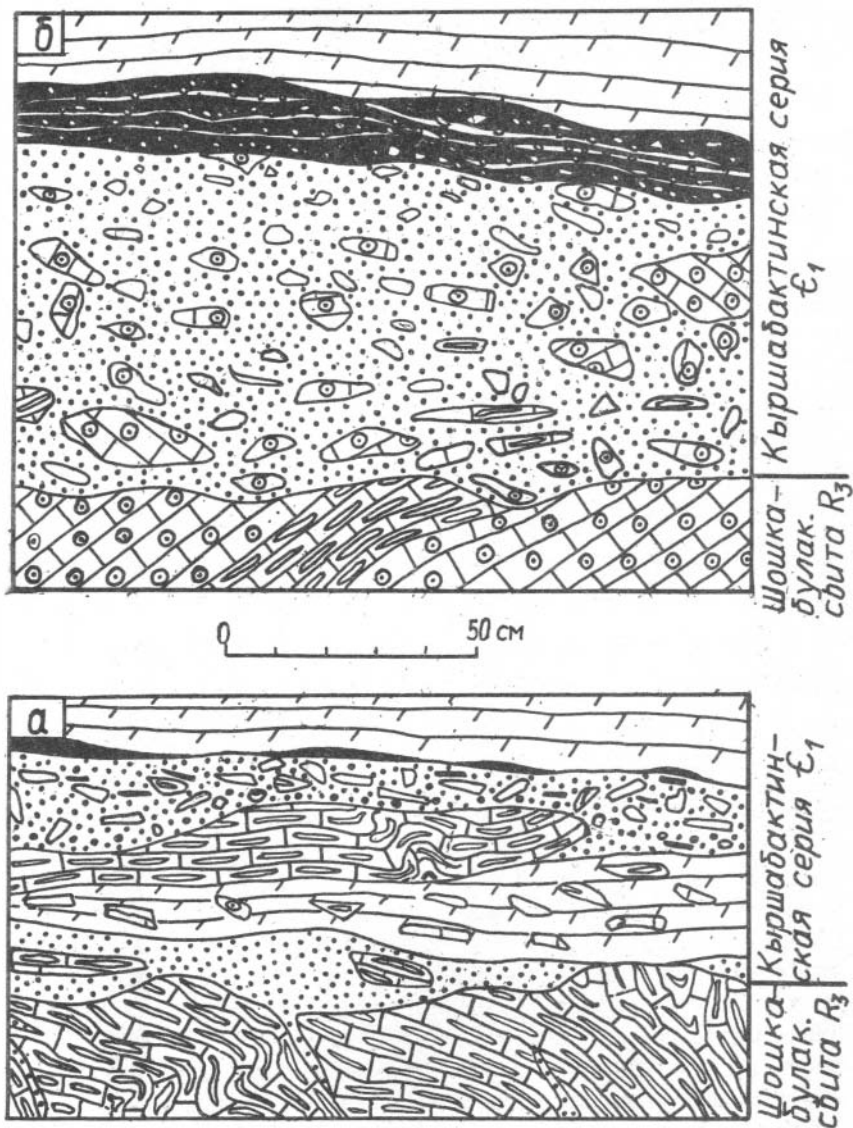 б
Кыршабактинская серия
Є₁
Шошка-
булак.
свита R₃
0 50 см
а
Кыршабактин-
ская серия Є₁
Шошка-
булак.
свита R₃